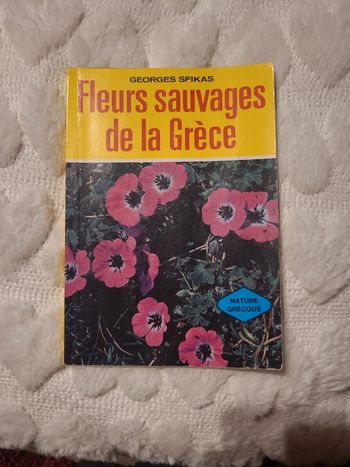 GEORGES SFIKAS
Fleurs sauvages
de la Grèce
NATURE
GRECQUE